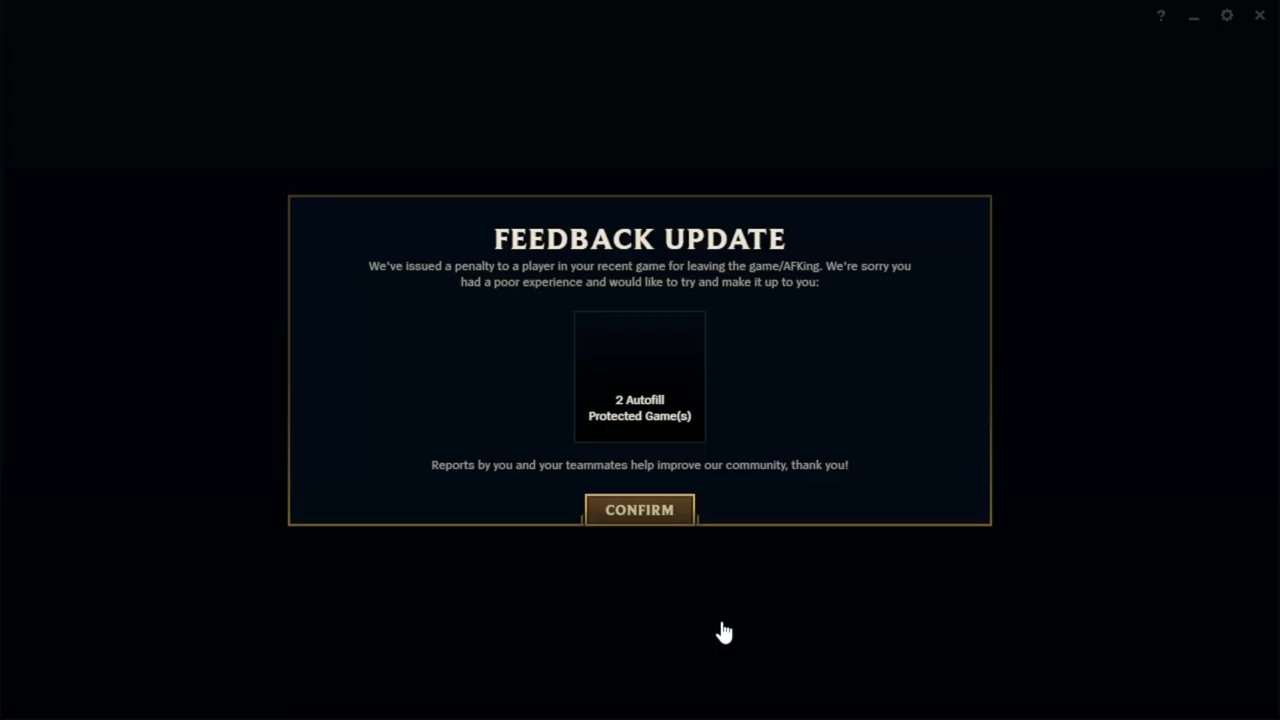 ?
FEEDBACK UPDATE
We've issued a penalty to a player in your recent game for leaving the game/AFKing. We're sorry you
had a poor experience and would like to try and make it up to you:
2 Autofill
Protected Game(s)
Reports by you and your teammates help improve our community, thank you!
CONFIRM